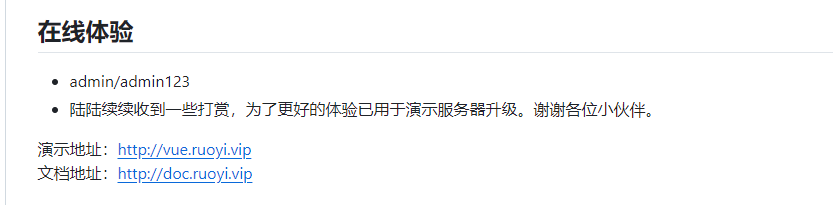 在线体验
admin/admin123
陆陆续续收到一些打赏，为了更好的体验已用于演示服务器升级。谢谢各位小伙伴。
演示地址：http://vue.ruoyi.vip
文档地址：http://doc.ruoyi.vip